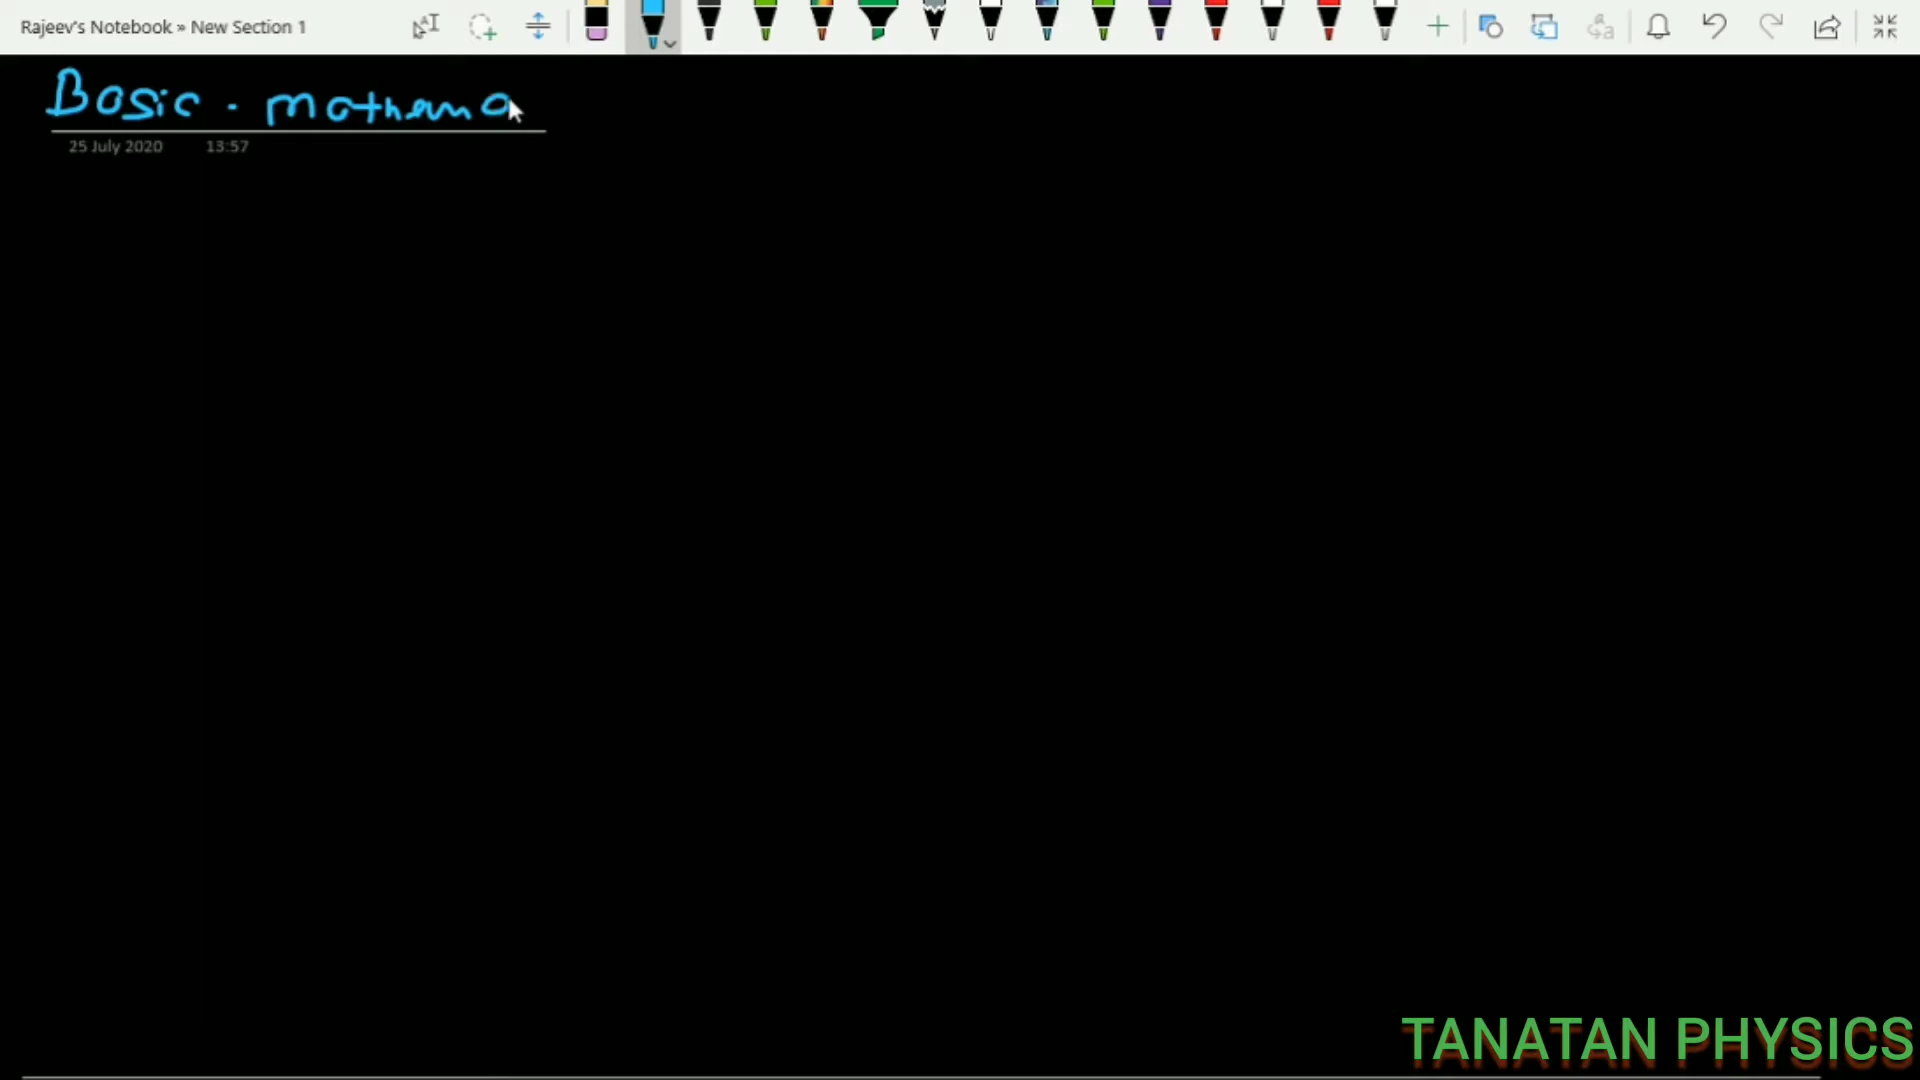 Rajeev's Notebook » New Section 1
Basic - mathema
25 July 2020 13:57
TANATAN PHYSICS